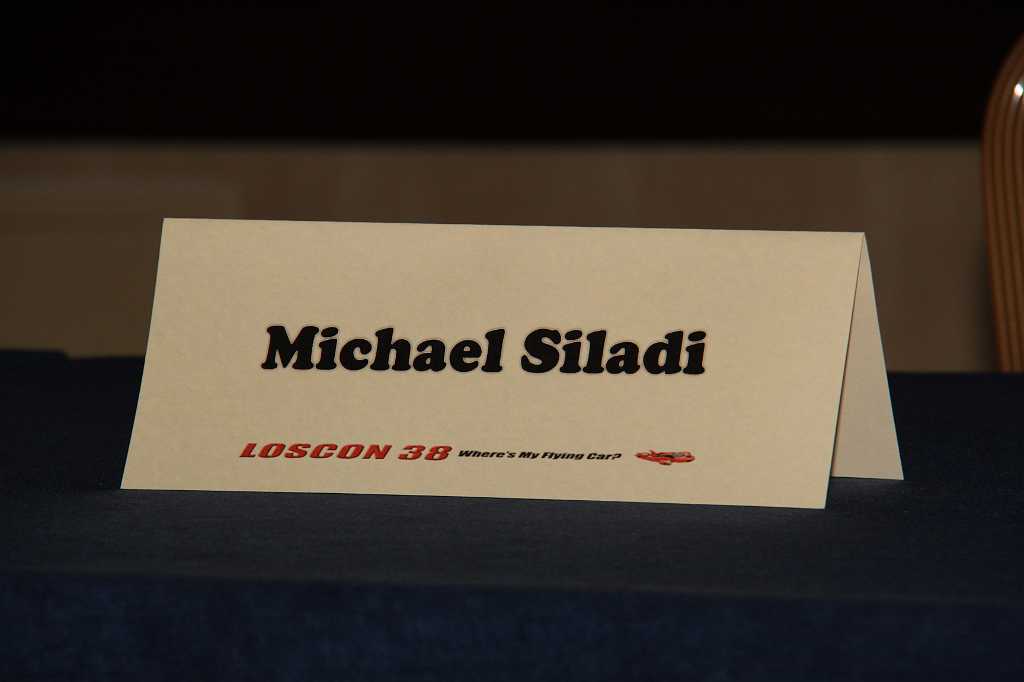 Michael Siladi
LOSCON 38 Where's My Flying Car?